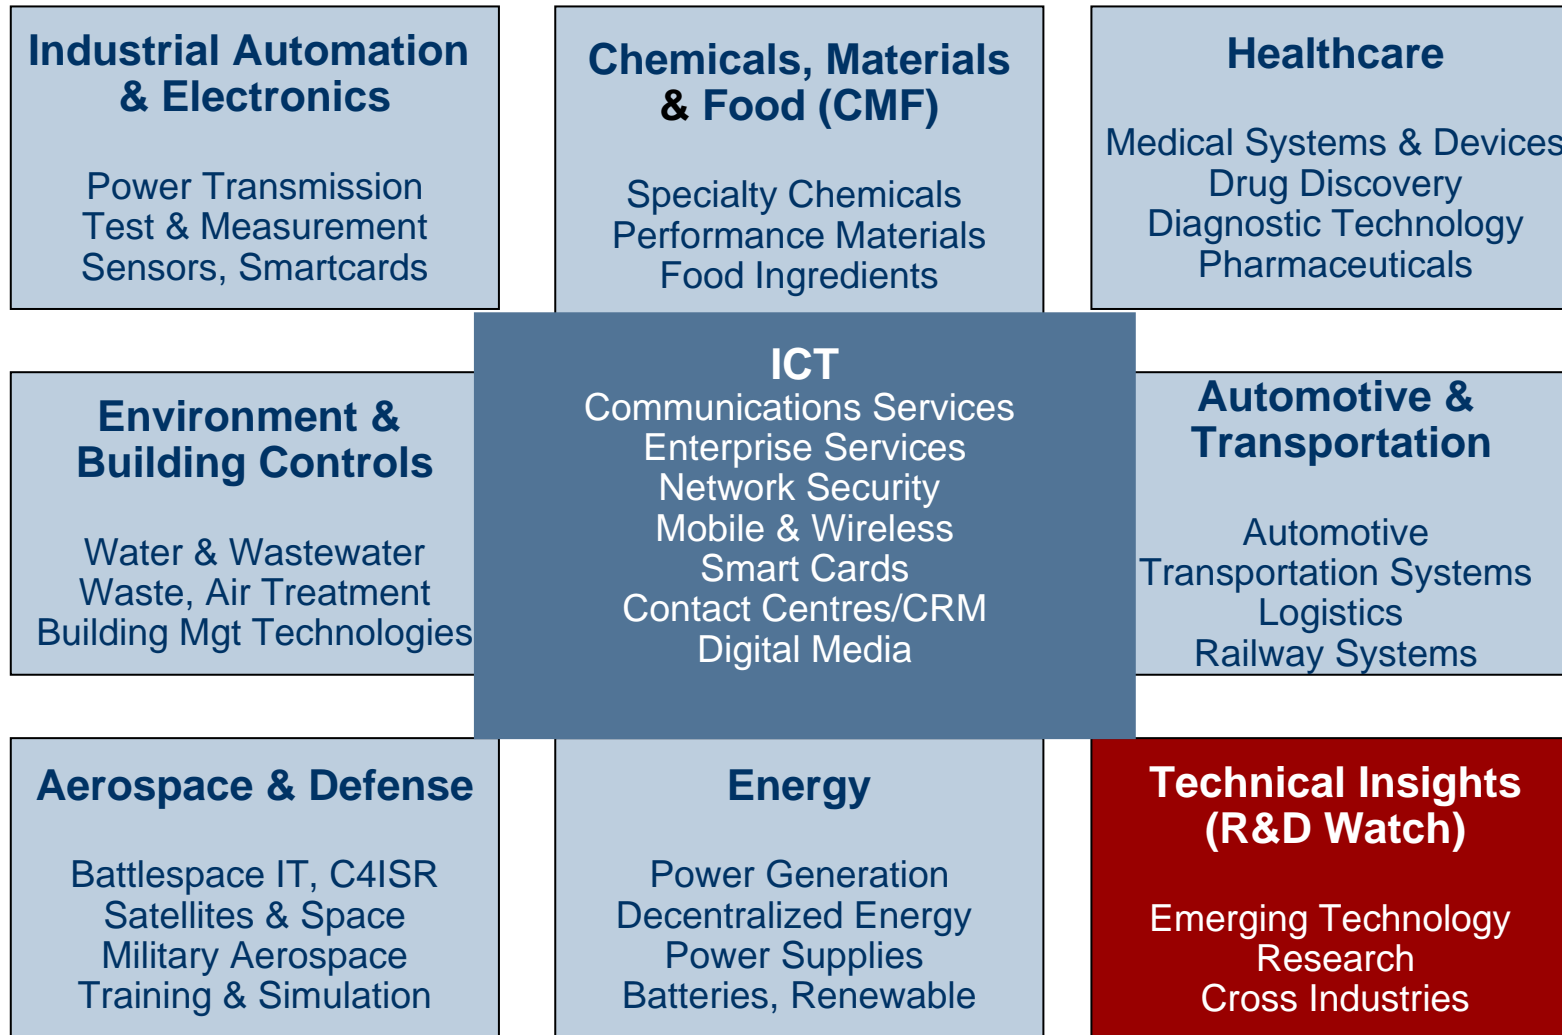 Industrial Automation
& Electronics
Power Transmission
Test & Measurement
Sensors, Smartcards
Chemicals, Materials
& Food (CMF)
Specialty Chemicals
Performance Materials
Food Ingredients
Healthcare
Medical Systems & Devices
Drug Discovery
Diagnostic Technology
Pharmaceuticals
Environment &
Building Controls
Water & Wastewater
Waste, Air Treatment
Building Mgt Technologies
ICT
Communications Services
Enterprise Services
Network Security
Mobile & Wireless
Smart Cards
Contact Centres/CRM
Digital Media
Automotive &
Transportation
Automotive
Transportation Systems
Logistics
Railway Systems
Aerospace & Defense
Battlespace IT, C4ISR
Satellites & Space
Military Aerospace
Training & Simulation
Energy
Power Generation
Decentralized Energy
Power Supplies
Batteries, Renewable
Technical Insights
(R&D Watch)
Emerging Technology
Research
Cross Industries